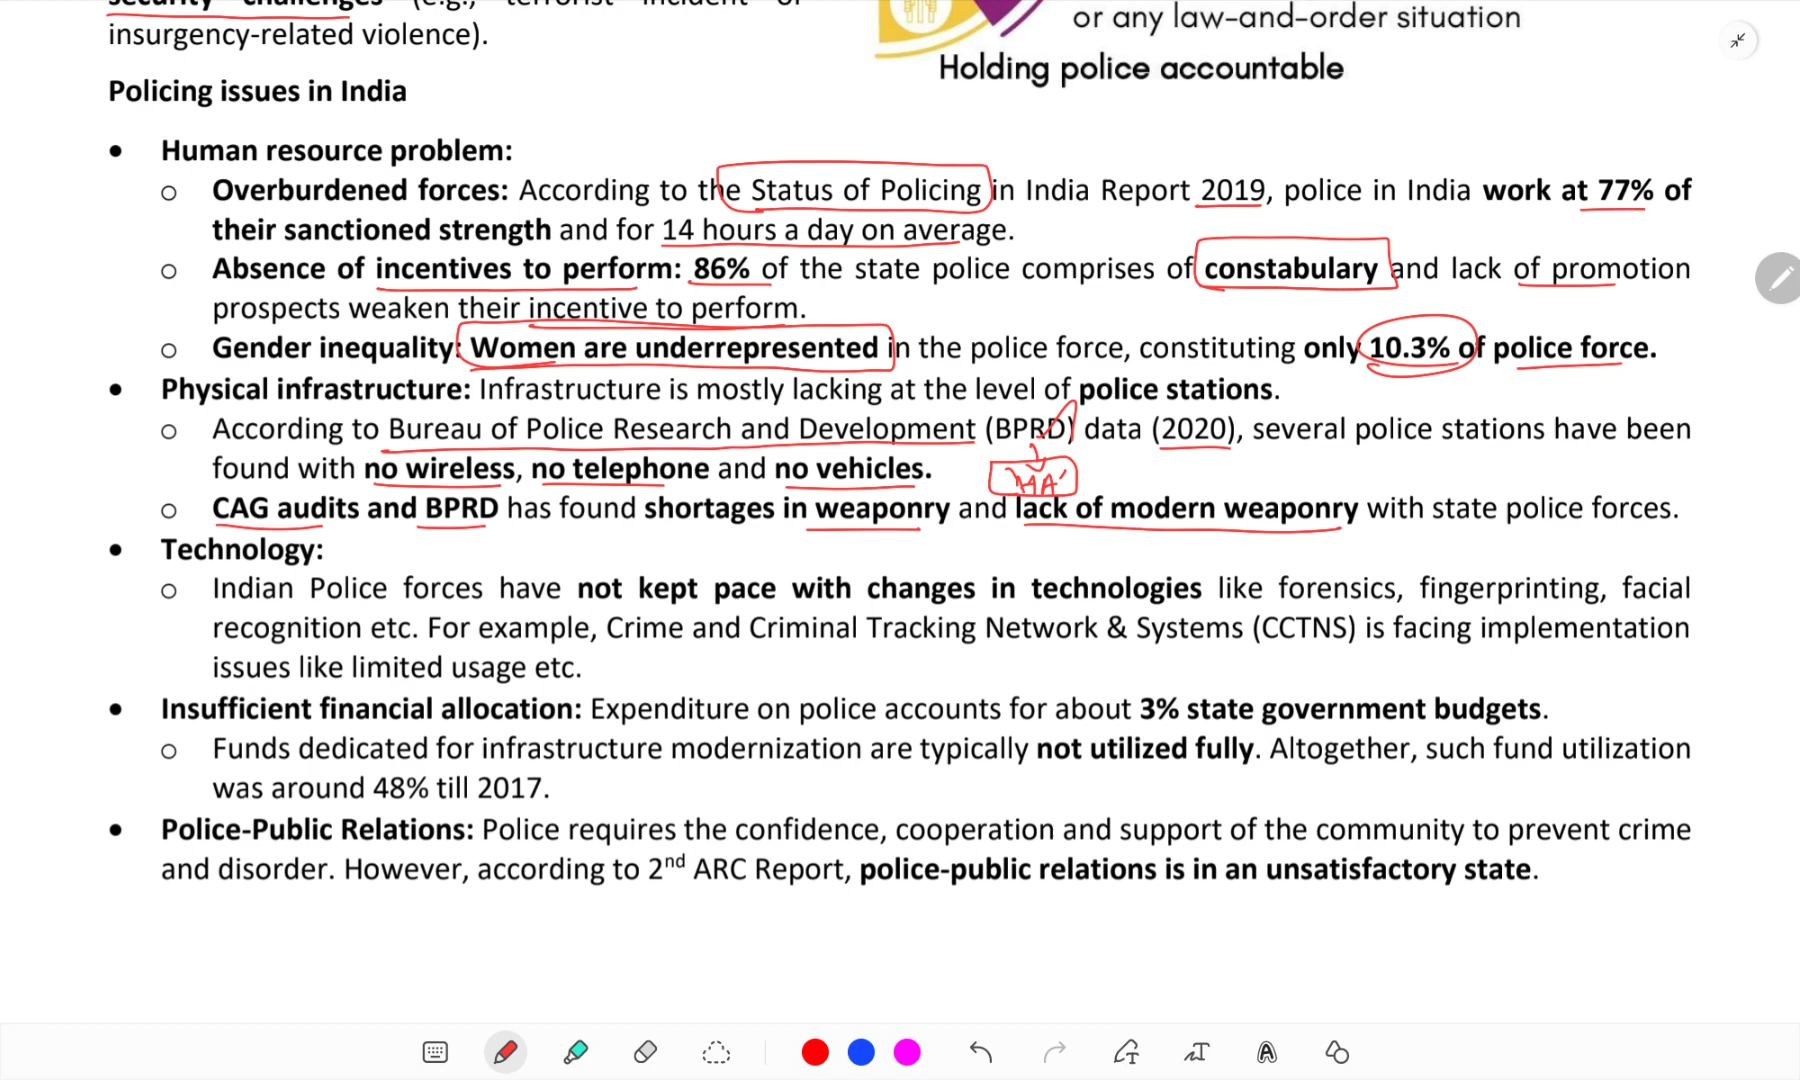 security challenges (e.g., terrorist incident or
insurgency-related violence).
or any law-and-order situation
Holding police accountable
Policing issues in India
• Human resource problem:
o Overburdened forces: According to the Status of Policing in India Report 2019, police in India work at 77% of
their sanctioned strength and for 14 hours a day on average.
o Absence of incentives to perform: 86% of the state police comprises of constabulary and lack of promotion
prospects weaken their incentive to perform.
o Gender inequality: Women are underrepresented in the police force, constituting only 10.3% of police force.
• Physical infrastructure: Infrastructure is mostly lacking at the level of police stations.
o According to Bureau of Police Research and Development (BPRD) data (2020), several police stations have been
found with no wireless, no telephone and no vehicles.
o CAG audits and BPRD has found shortages in weaponry and lack of modern weaponry with state police forces.
• Technology:
o Indian Police forces have not kept pace with changes in technologies like forensics, fingerprinting, facial
recognition etc. For example, Crime and Criminal Tracking Network & Systems (CCTNS) is facing implementation
issues like limited usage etc.
• Insufficient financial allocation: Expenditure on police accounts for about 3% state government budgets.
o Funds dedicated for infrastructure modernization are typically not utilized fully. Altogether, such fund utilization
was around 48% till 2017.
• Police-Public Relations: Police requires the confidence, cooperation and support of the community to prevent crime
and disorder. However, according to 2nd ARC Report, police-public relations is in an unsatisfactory state.